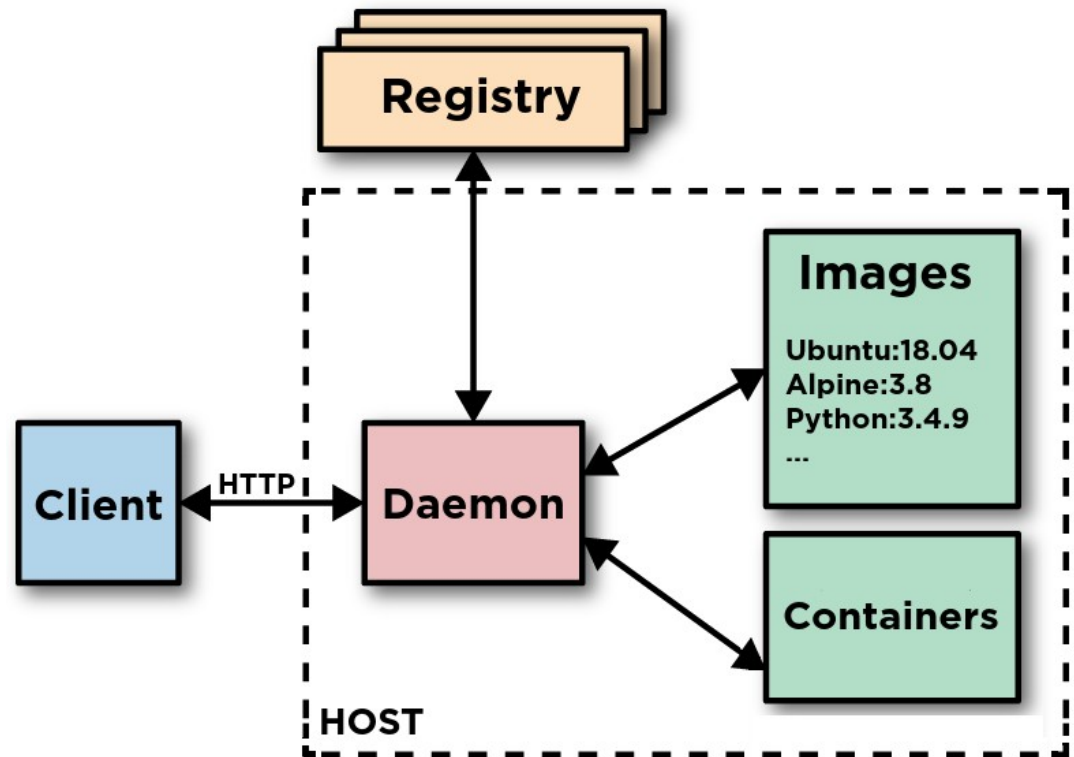 Registry
Images
Ubuntu:18.04
Alpine:3.8
Python:3.4.9
...
Client
HTTP
Daemon
Containers
HOST